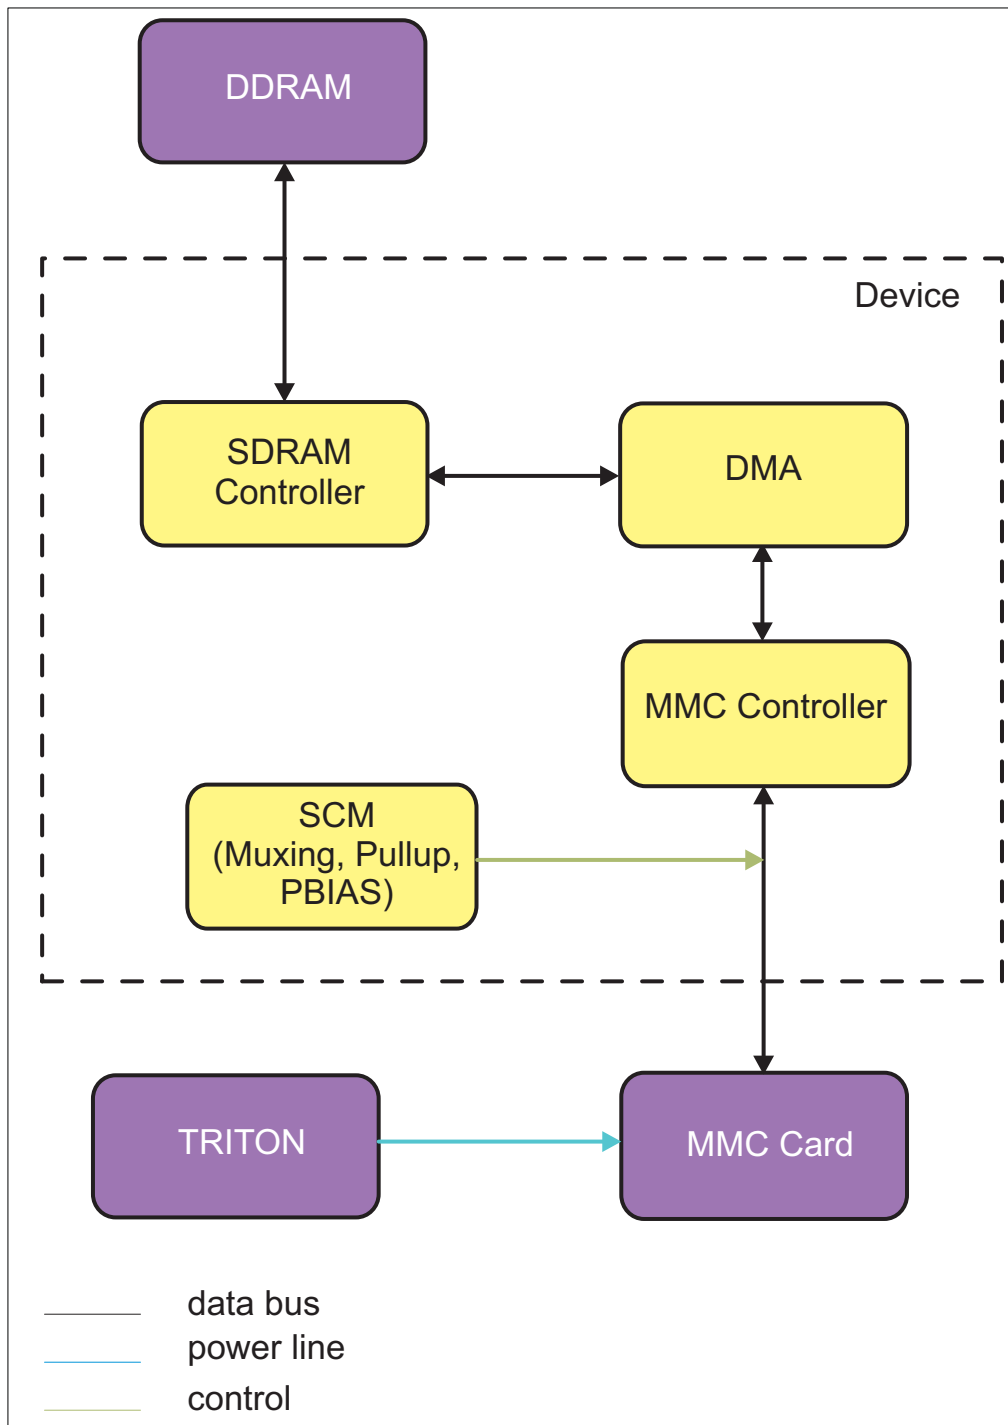 DDRAM
Device
SDRAM
Controller
DMA
MMC Controller
SCM
(Muxing, Pullup,
PBIAS)
TRITON
MMC Card
data bus
power line
control